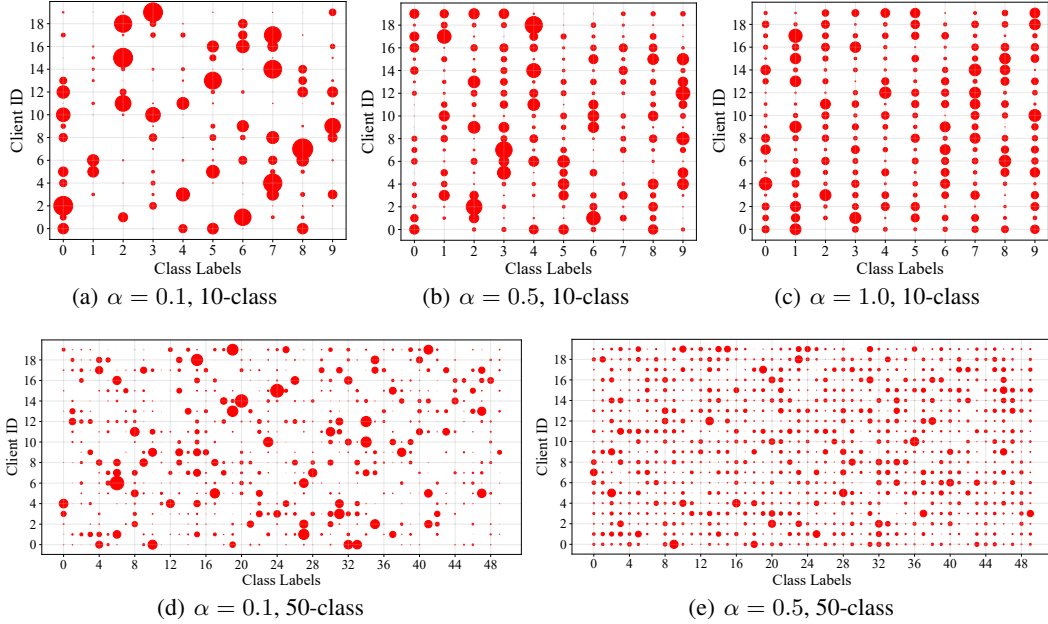 Client ID
18
16
14
12
10
8
6
4
2
0
0 1 2 3 4 5 6 7 8 9
Class Labels
(a) α = 0.1, 10-class
Client ID
18
16
14
12
10
8
6
4
2
0
0 1 2 3 4 5 6 7 8 9
Class Labels
(b) α = 0.5, 10-class
Client ID
18
16
14
12
10
8
6
4
2
0
0 1 2 3 4 5 6 7 8 9
Class Labels
(c) α = 1.0, 10-class
Client ID
18
16
14
12
10
8
6
4
2
0
0 4 8 12 16 20 24 28 32 36 40 44 48
Class Labels
(d) α = 0.1, 50-class
Client ID
18
16
14
12
10
8
6
4
2
0
0 4 8 12 16 20 24 28 32 36 40 44 48
Class Labels
(e) α = 0.5, 50-class